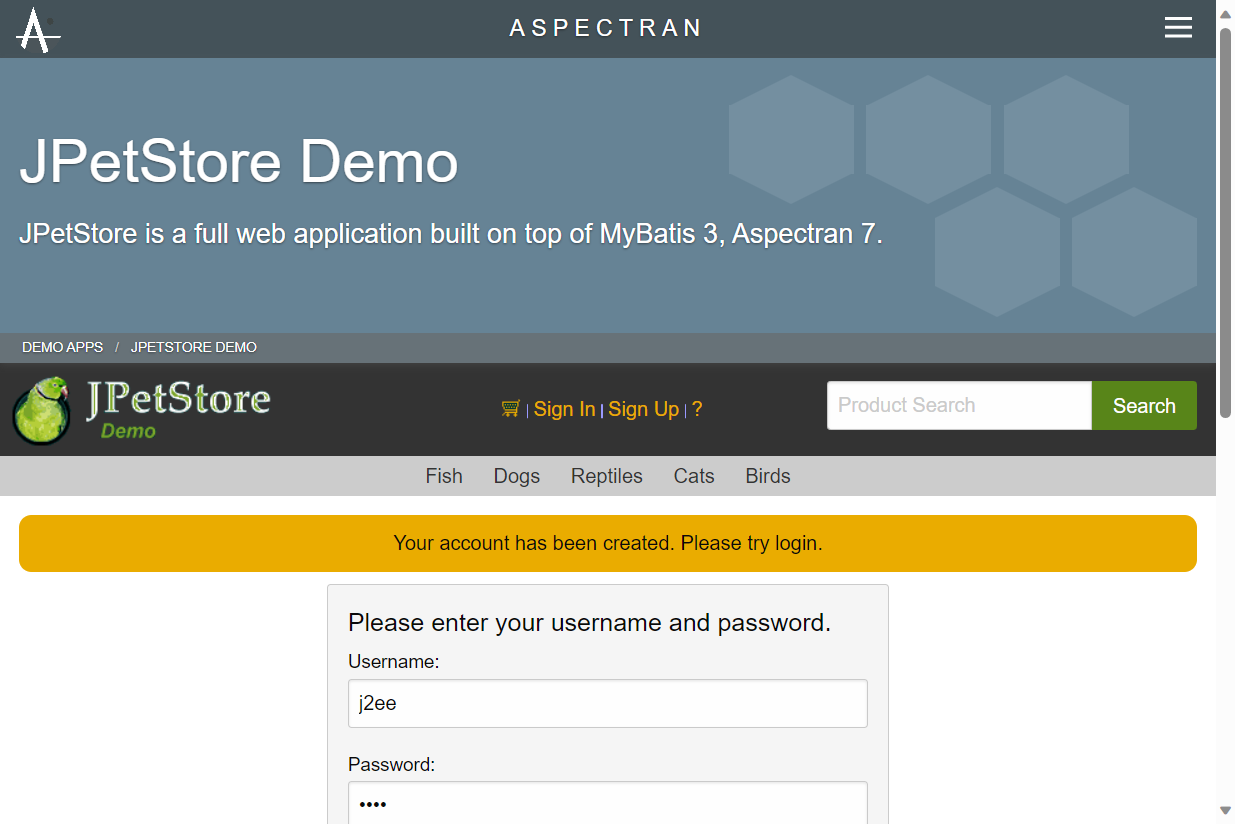 ASPECTRAN
JPetStore Demo
JPetStore is a full web application built on top of MyBatis 3, Aspectran 7.
DEMO APPS / JPETSTORE DEMO
JPetStore
Demo
| Sign In | Sign Up | ?
Product Search
Search
Fish Dogs Reptiles Cats Birds
Your account has been created. Please try login.
Please enter your username and password.
Username:
j2ee
Password:
••••